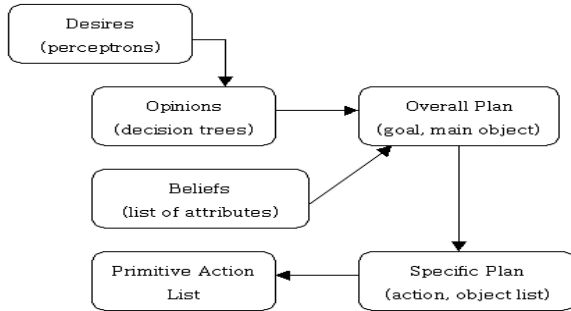 Desires
(perceptrons)
Opinions
(decision trees)
Overall Plan
(goal, main object)
Beliefs
(list of attributes)
Primitive Action
List
Specific Plan
(action, object list)